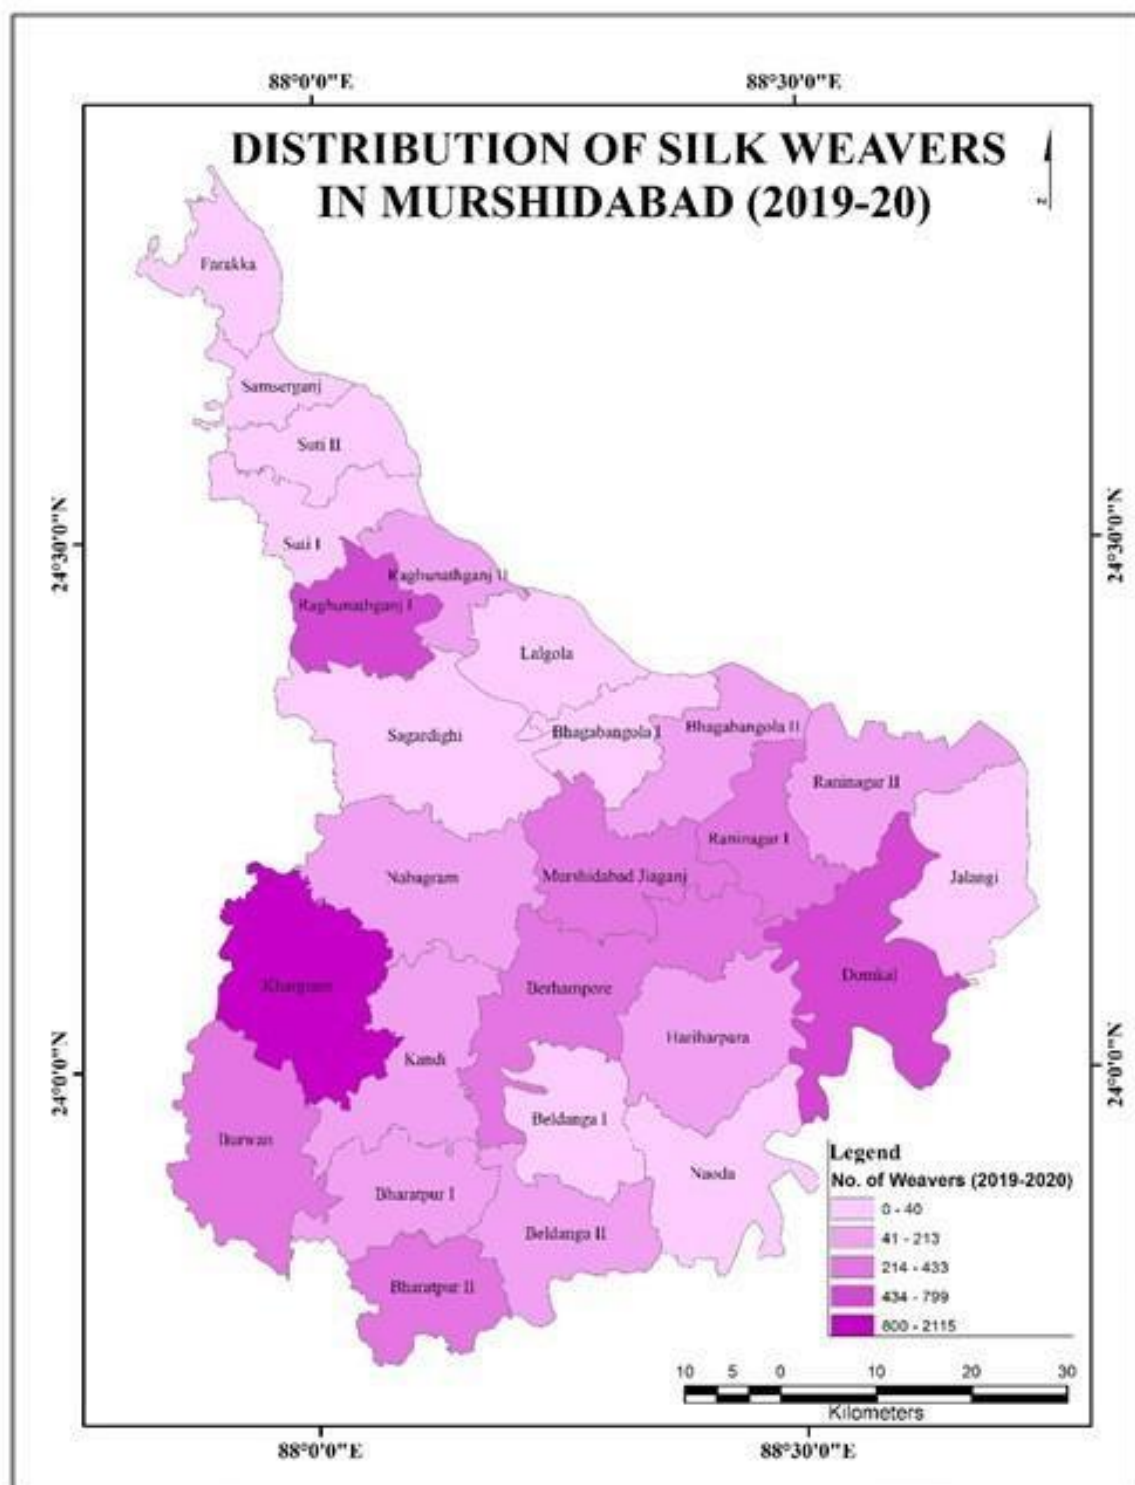 88°0'0"E 88°30'0"E
DISTRIBUTION OF SILK WEAVERS
IN MURSHIDABAD (2019-20)
z
Farakka
Samserganj
Suti II
24°30'0"N
24°30'0"N
Suti I
Raghunathganj II
Raghunathganj I
Lalgola
Sagardighi
Bhagabangola I
Bhagabangola II
Raninagar II
Raninagar I
Nabagram
Murshidabad Jiaganj
Jalangi
Khargram
Berhampore
Domkal
Hariharpara
Kandi
24°0'0"N
24°0'0"N
Beldanga I
Burwan
Naoda
Bharatpur I
Beldanga II
Bharatpur II
Legend
No. of Weavers (2019-2020)
0 - 40
41 - 213
214 - 433
434 - 799
800 - 2115
10 5 0 10 20 30
Kilometers
88°0'0"E 88°30'0"E